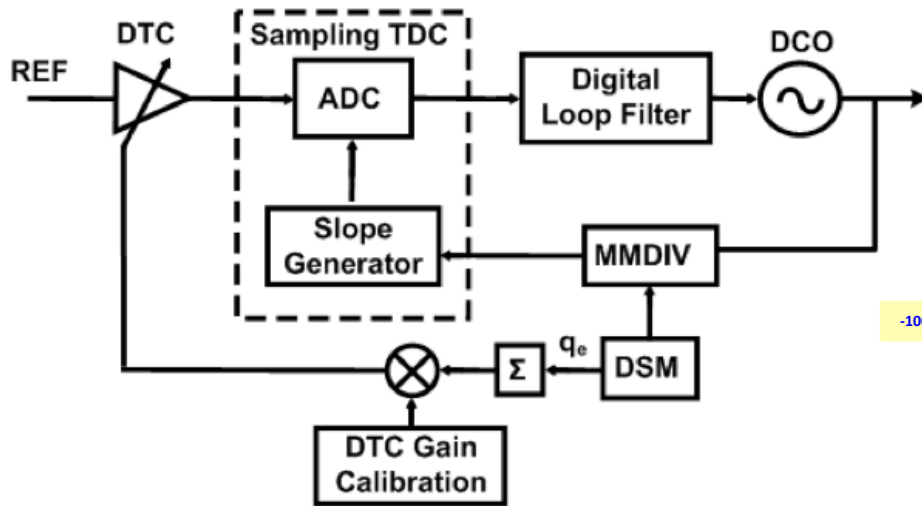 DTC
Sampling TDC
DCO
REF
ADC
Digital
Loop Filter
Slope
Generator
MMDIV
qe
Σ
DSM
DTC Gain
Calibration